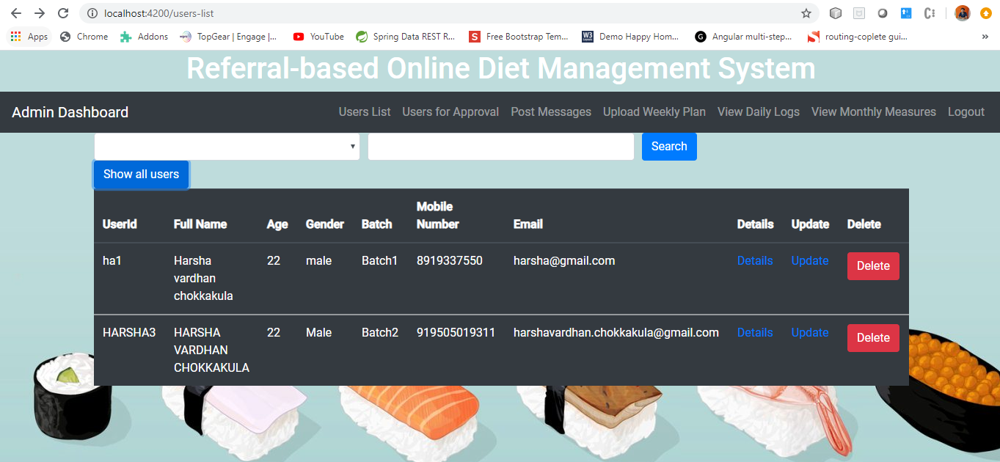 localhost:4200/users-list
Apps Chrome Addons TopGear | Engage |... YouTube Spring Data REST R... Free Bootstrap Tem... Demo Happy Hom... Angular multi-step... routing-coplete gui... »
Referral-based Online Diet Management System
Admin Dashboard Users List Users for Approval Post Messages Upload Weekly Plan View Daily Logs View Monthly Measures Logout
Search
Show all users
UserId Full Name Age Gender Batch Mobile Number Email Details Update Delete
ha1 Harsha vardhan chokkakula 22 male Batch1 8919337550 harsha@gmail.com Details Update Delete
HARSHA3 HARSHA VARDHAN CHOKKAKULA 22 Male Batch2 919505019311 harshavardhan.chokkakula@gmail.com Details Update Delete